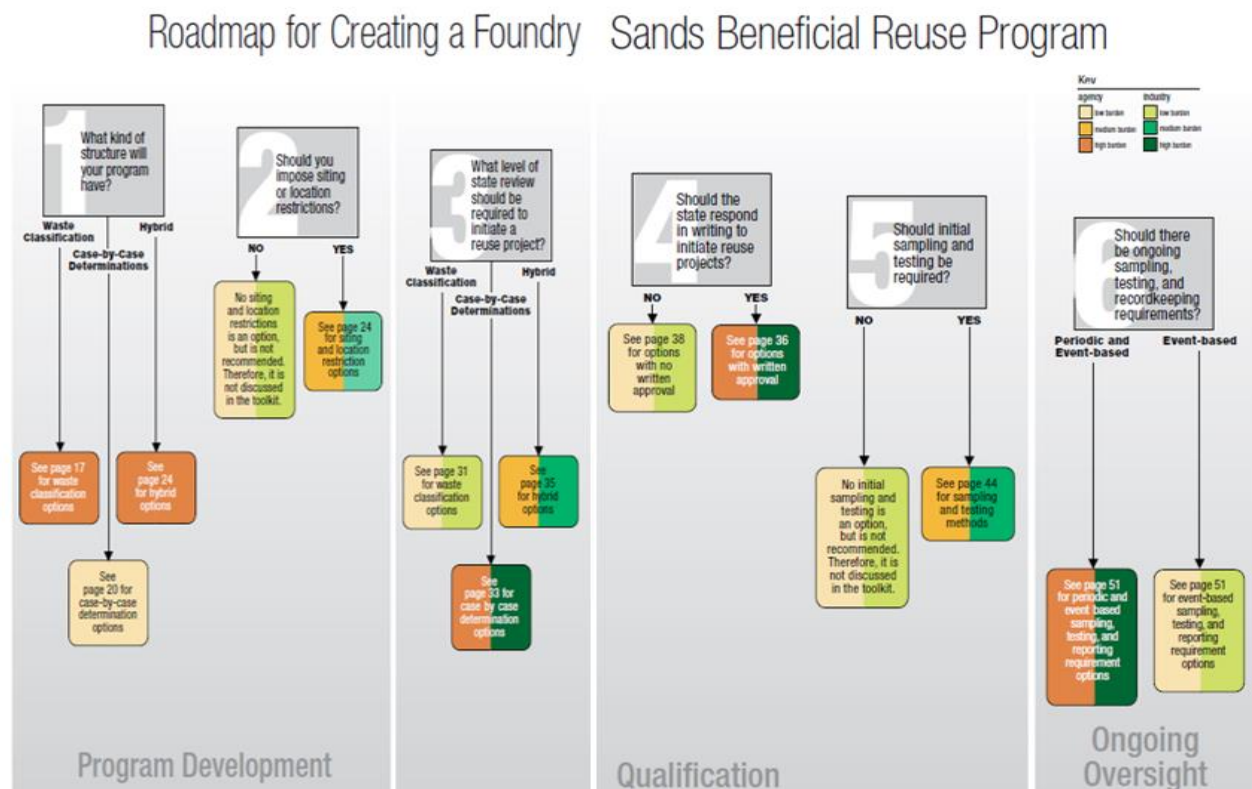 Roadmap for Creating a Foundry Sands Beneficial Reuse Program
Key
agency
industry
low burden
low burden
medium burden
medium burden
high burden
high burden
1
What kind of
structure will
your program
have?
Waste
Classification
Hybrid
Case-by-Case
Determinations
See page 17
for waste
classification
options
See
page 24
for hybrid
options
See
page 20 for
case-by-case
determination
options
2
Should you
impose siting
or location
restrictions?
NO
YES
No siting
and location
restrictions
is an option,
but is not
recommended.
Therefore, it is
not discussed
in the toolkit.
See page 24
for siting
and location
restriction
options
3
What level of
state review
should be
required to
initiate a
reuse project?
Waste
Classification
Hybrid
Case-by-Case
Determinations
See page 31
for waste
classification
options
See
page 35
for hybrid
options
See
page 33 for
case by case
determination
options
Program Development
4
Should the
state respond
in writing to
initiate reuse
projects?
NO
YES
See page 38
for options
with no
written
approval
See page 36
for options
with written
approval
5
Should initial
sampling and
testing be
required?
NO
YES
No initial
sampling and
testing is
an option,
but is not
recommended.
Therefore, it is
not discussed
in the toolkit.
See page 44
for sampling
and testing
methods
Qualification
6
Should there
be ongoing
sampling,
testing, and
recordkeeping
requirements?
Periodic and
Event-based
Event-based
See page 51
for periodic and
event based
sampling,
testing, and
reporting
requirement
options
See page 51
for event-based
sampling,
testing, and
reporting
requirement
options
Ongoing
Oversight